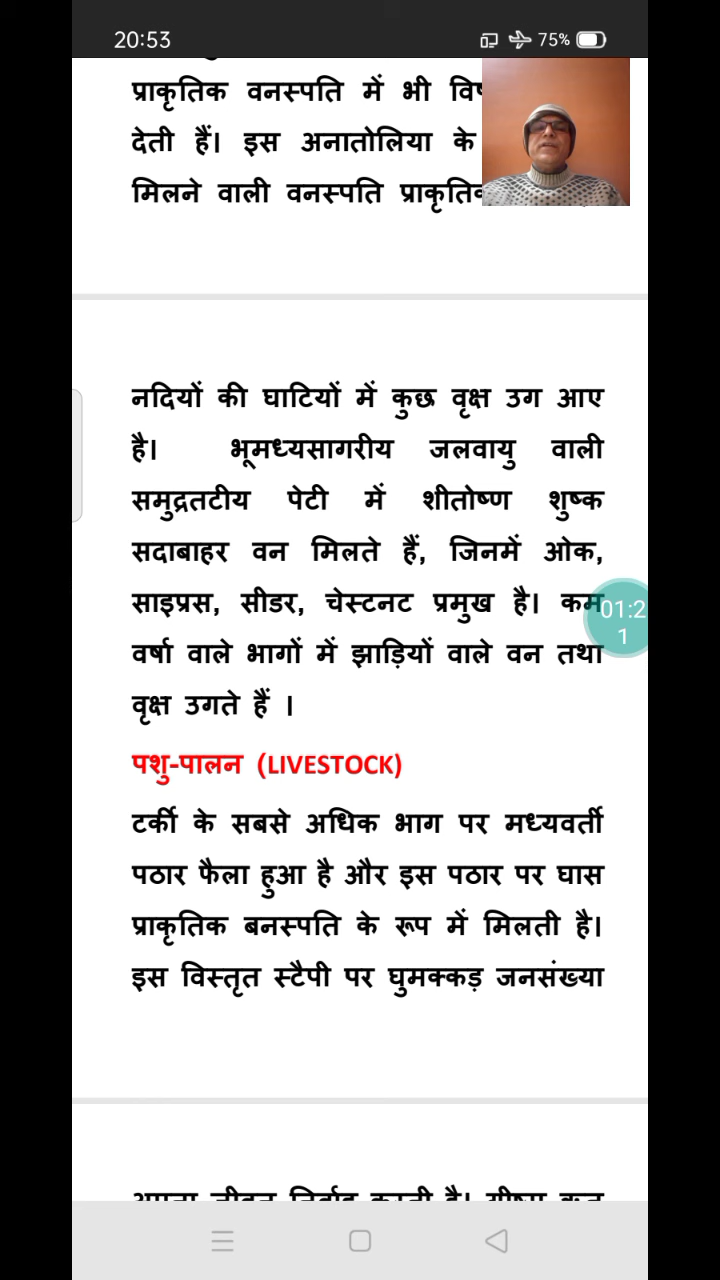 20:53
75%
प्राकृतिक वनस्पति में भी
देती हैं। इस अनातोलिया के
मिलने वाली वनस्पति
नदियों की घाटियों में कुछ वृक्ष उग आए
है। भूमध्यसागरीय जलवायु वाली
समुद्रतटीय पेटी में शीतोष्ण शुष्क
सदाबाहर वन मिलते हैं, जिनमें ओक,
साइप्रस, सीडर, चेस्टनट प्रमुख है। कम
01:2
1
वर्षा वाले भागों में झाड़ियों वाले वन तथा
वृक्ष उगते हैं ।
पशु-पालन (LIVESTOCK)
टर्की के सबसे अधिक भाग पर मध्यवर्ती
पठार फैला हुआ है और इस पठार पर घास
प्राकृतिक बनस्पति के रूप में मिलती है।
इस विस्तृत स्टैपी पर घुमक्कड़ जनसंख्या